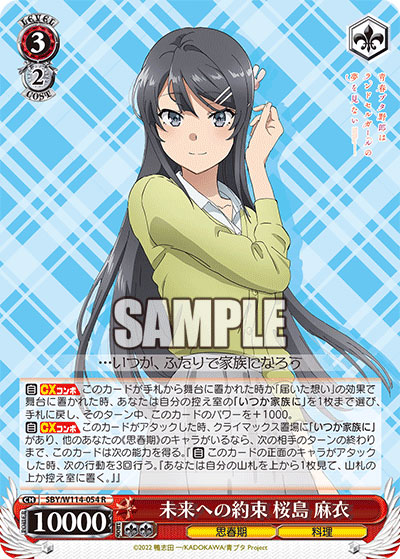 LEVEL
3
2
COST
青春ブタ野郎は
ランドセルガールの
夢を見ない
SAMPLE
…いつか、ふたりで家族になろう
自 CXコンボ このカードが手札から舞台に置かれた時か「届いた想い」の効果で
舞台に置かれた時、あなたは自分の控え室の「いつか家族に」を1枚まで選び、
手札に戻し、そのターン中、このカードのパワーを+1000。
自 CXコンボ このカードがアタックした時、クライマックス置場に「いつか家族に」
があり、他のあなたの《思春期》のキャラがいるなら、次の相手のターンの終わり
まで、このカードは次の能力を得る。『自 このカードの正面のキャラがアタック
した時、次の行動を3回行う。「あなたは自分の山札を上から1枚見て、山札の
上か控え室に置く。」』
CH
SBY/W114-054 R
10000
未来への約束 桜島 麻衣
思春期
料理
©2022 鴨志田 一/KADOKAWA/青ブタ Project